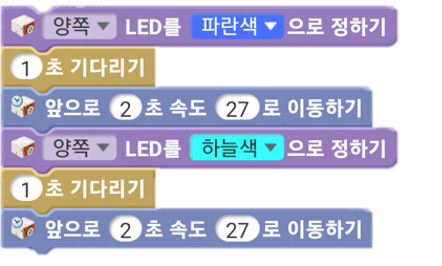 양쪽 LED를 파란색 으로 정하기
1 초 기다리기
앞으로 2 초 속도 27 로 이동하기
양쪽 LED를 하늘색 으로 정하기
1 초 기다리기
앞으로 2 초 속도 27 로 이동하기